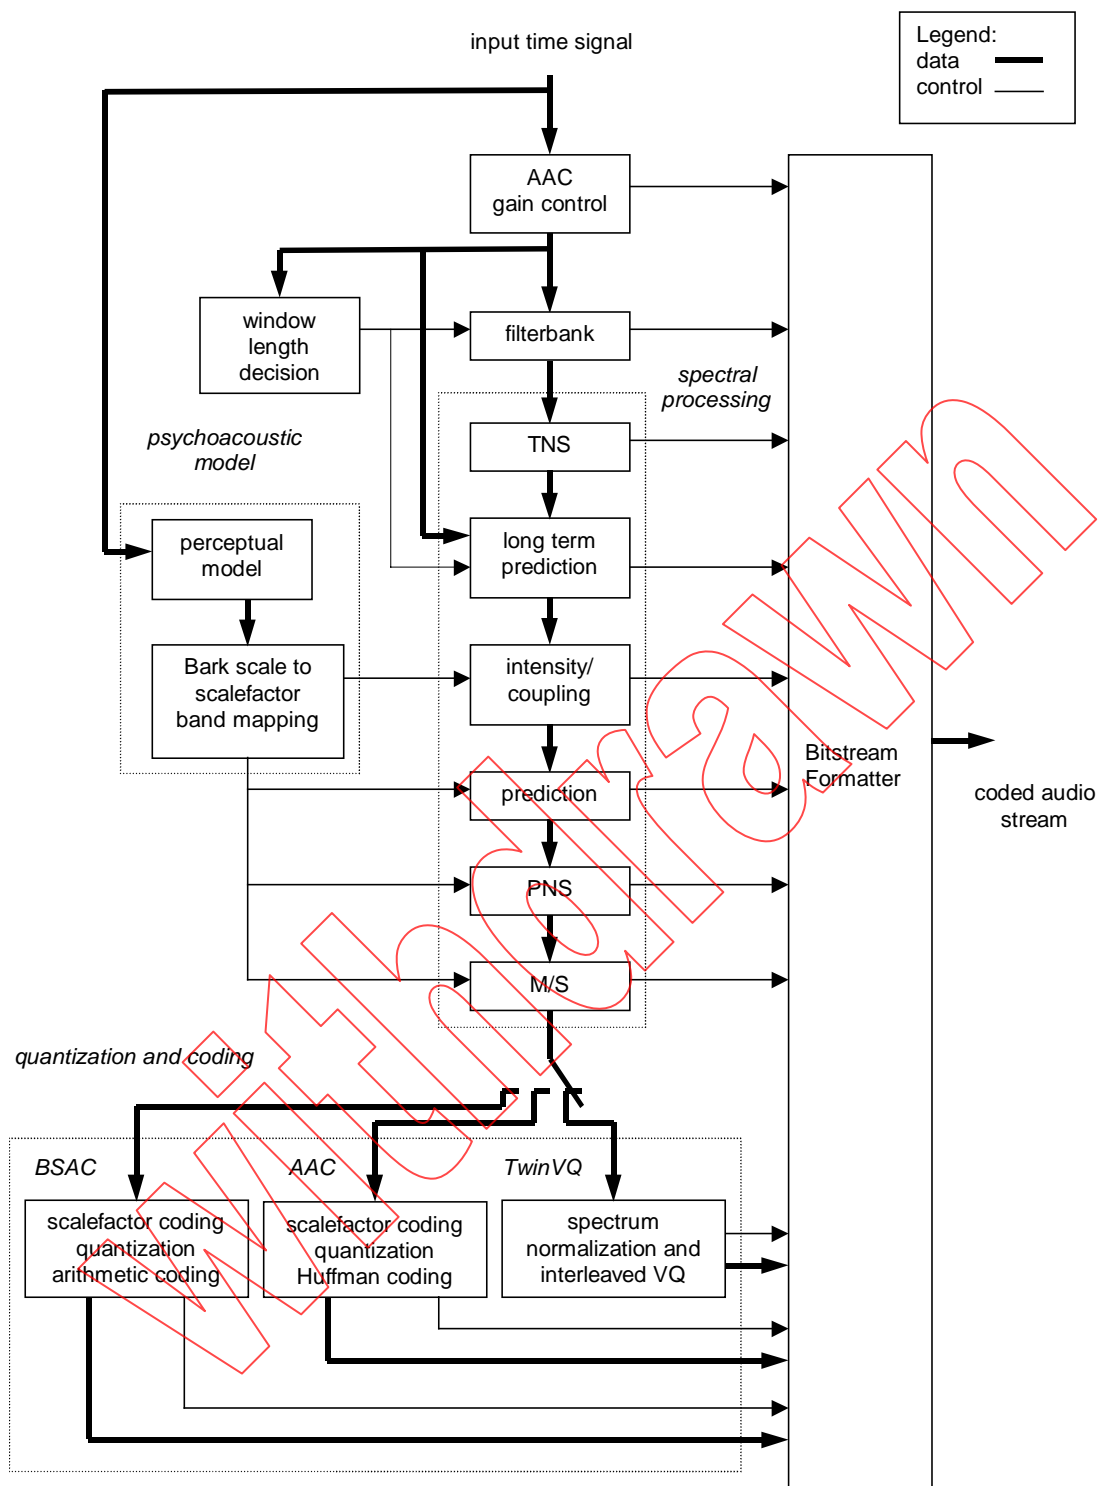 input time signal
Legend:
data
control
AAC
gain control
window
length
decision
filterbank
spectral
processing
psychoacoustic
model
TNS
perceptual
model
long term
prediction
Bark scale to
scalefactor
band mapping
intensity/
coupling
prediction
Bitstream
Formatter
coded audio
stream
PNS
M/S
quantization and coding
BSAC
AAC
TwinVQ
scalefactor coding
quantization
arithmetic coding
scalefactor coding
quantization
Huffman coding
spectrum
normalization and
interleaved VQ
Withdrawn